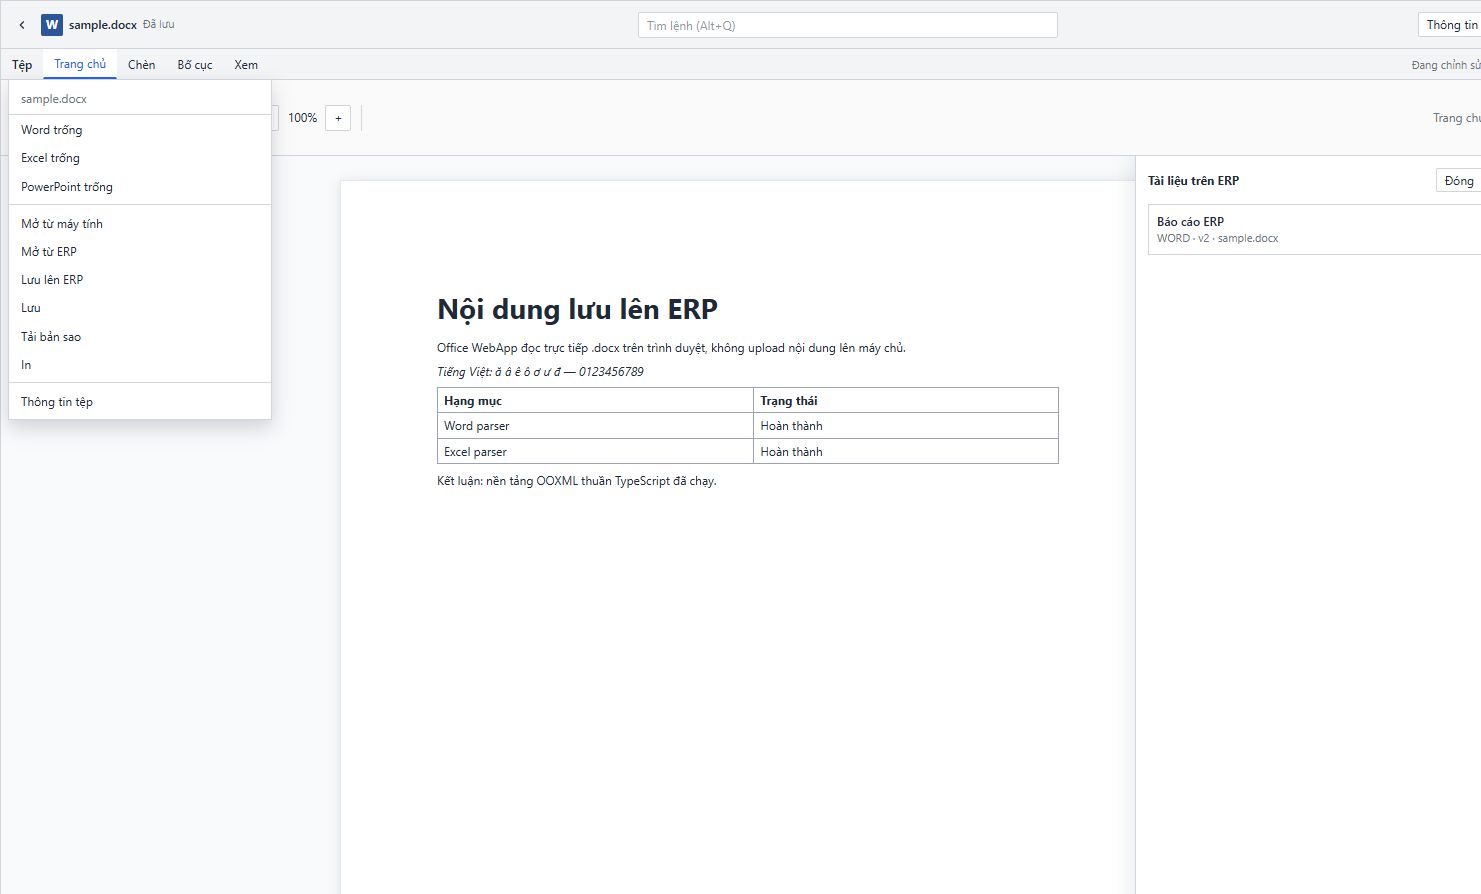 W sample.docx Đã lưu
Tìm lệnh (Alt+Q)
Thông tin
Tệp Trang chủ Chèn Bố cục Xem
Đang chỉnh sử
sample.docx
Word trống
Excel trống
PowerPoint trống
Mở từ máy tính
Mở từ ERP
Lưu lên ERP
Lưu
Tải bản sao
In
Thông tin tệp
100% +
Trang chủ
Nội dung lưu lên ERP
Office WebApp đọc trực tiếp .docx trên trình duyệt, không upload nội dung lên máy chủ.
Tiếng Việt: ă â ê ô ơ ư đ — 0123456789
Hạng mục Trạng thái
Word parser Hoàn thành
Excel parser Hoàn thành
Kết luận: nền tảng OOXML thuần TypeScript đã chạy.
Tài liệu trên ERP
Đóng
Báo cáo ERP
WORD · v2 · sample.docx